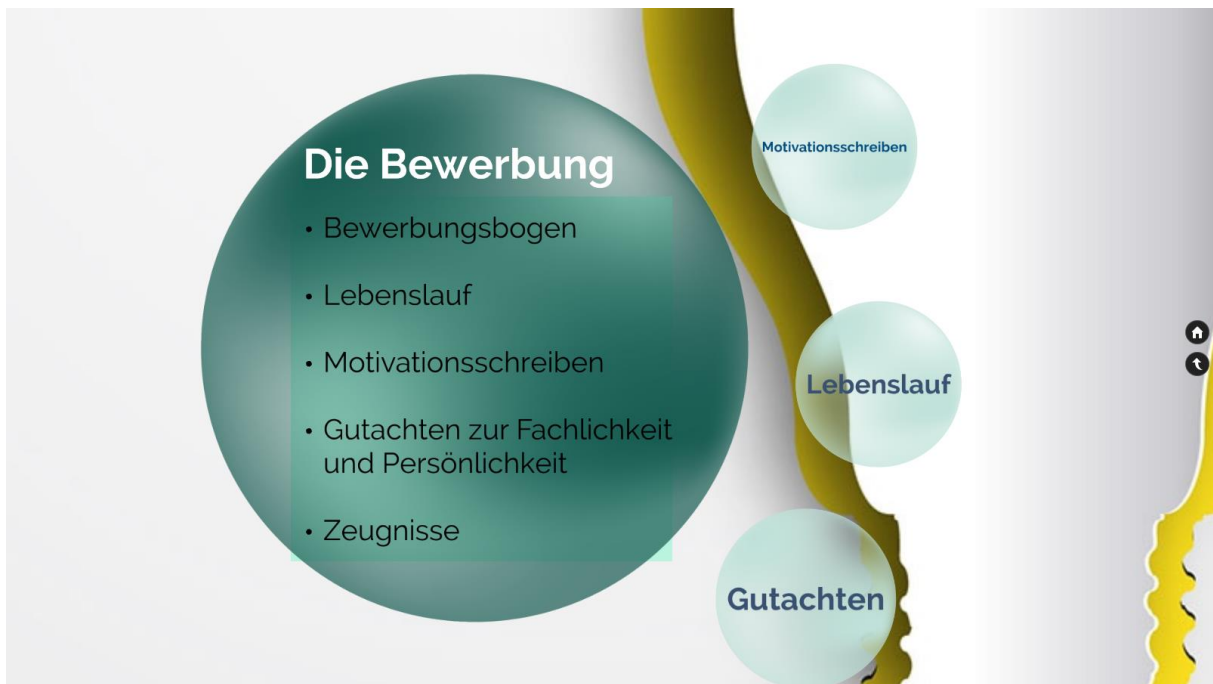 Die Bewerbung
• Bewerbungsbogen
• Lebenslauf
• Motivationsschreiben
• Gutachten zur Fachlichkeit
und Persönlichkeit
• Zeugnisse
Motivationsschreiben
Lebenslauf
Gutachten